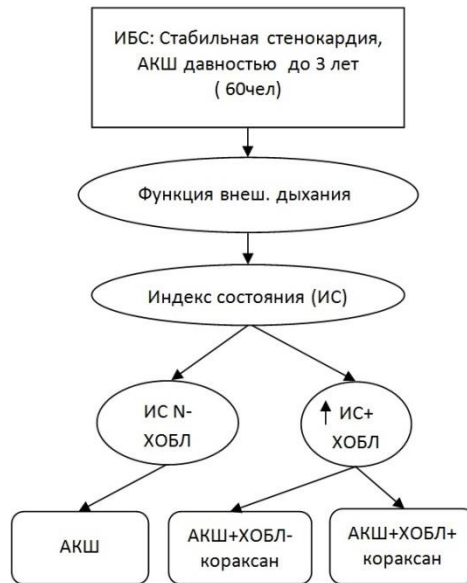 ИБС: Стабильная стенокардия,
АКШ давностью до 3 лет
( 60чел)
Функция внеш. дыхания
Индекс состояния (ИС)
ИС N-
ХОБЛ
ИС+
ХОБЛ
АКШ
АКШ+ХОБЛ-
кораксан
АКШ+ХОБЛ+
кораксан